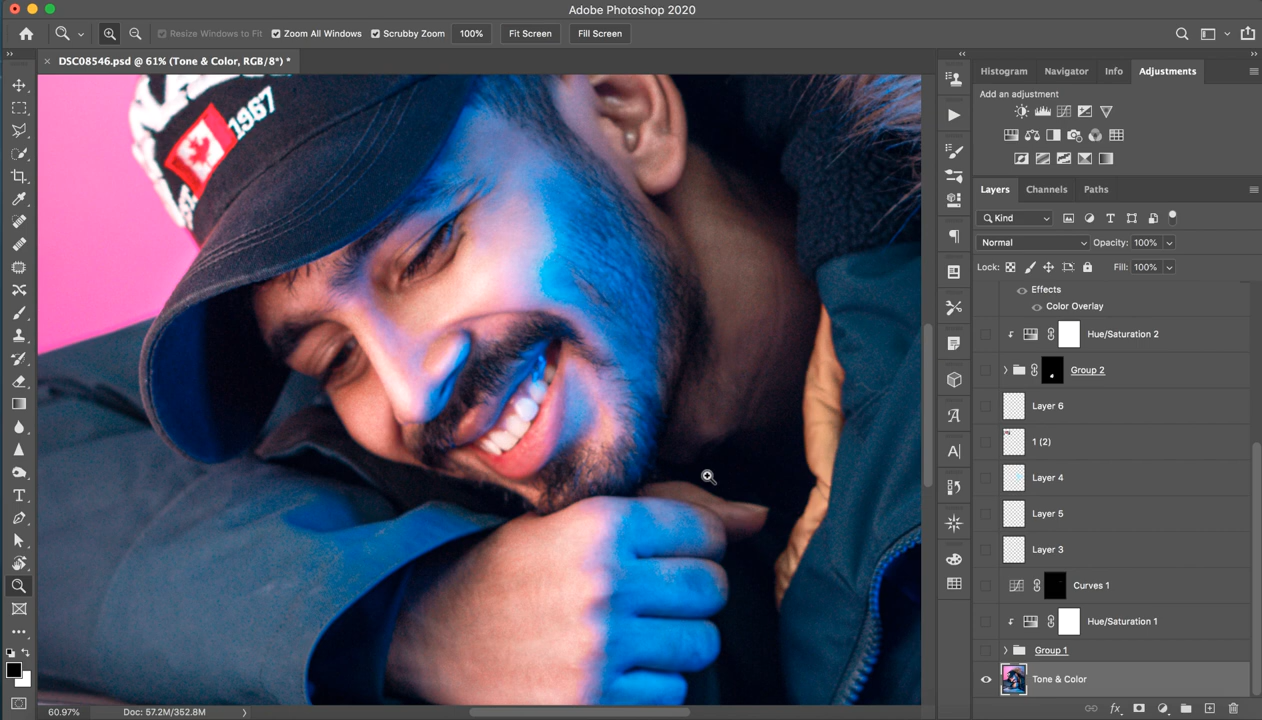 Adobe Photoshop 2020
Resize Windows to Fit Zoom All Windows Scrubby Zoom 100% Fit Screen Fill Screen
DSC08546.psd @ 61% (Tone & Color, RGB/8*) *
1967
Histogram Navigator Info Adjustments
Add an adjustment
Layers Channels Paths
Kind
Normal Opacity: 100%
Lock: Fill: 100%
Effects
Color Overlay
Hue/Saturation 2
Group 2
Layer 6
1 (2)
Layer 4
Layer 5
Layer 3
Curves 1
Hue/Saturation 1
Group 1
Tone & Color
60.97% Doc: 57.2M/352.8M
fx